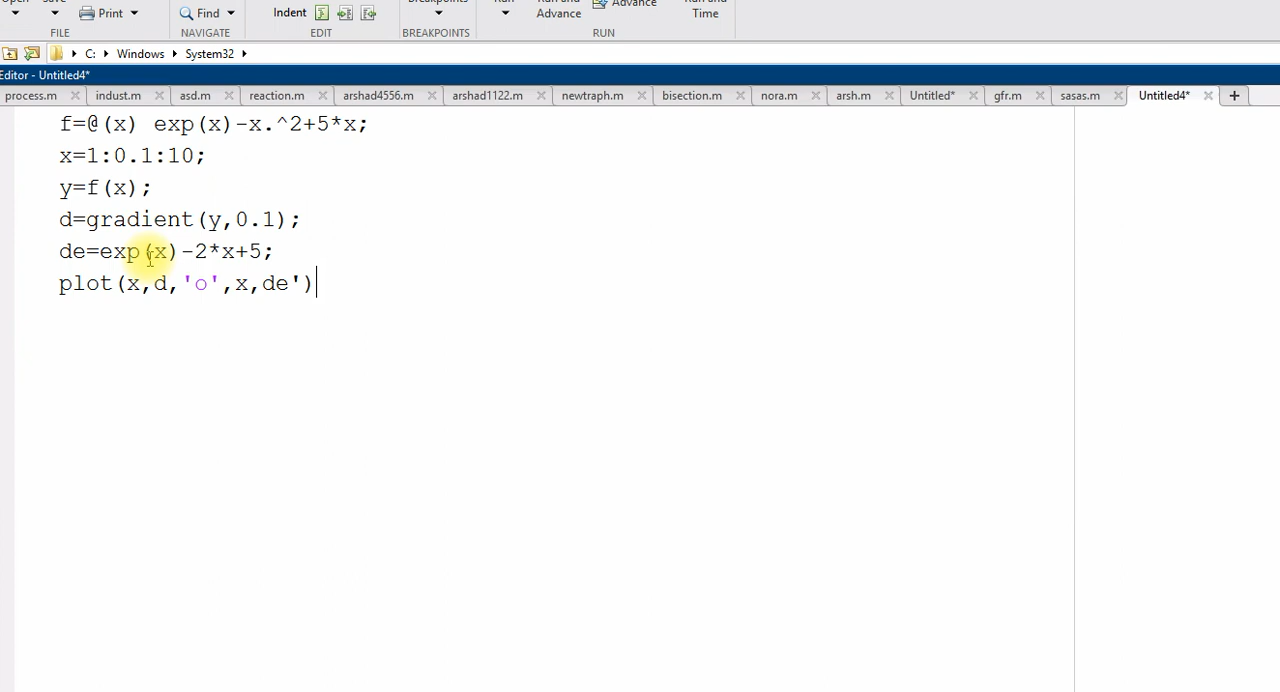 Print Find Indent Advance Time
FILE NAVIGATE EDIT BREAKPOINTS RUN
C: Windows System32
Editor - Untitled4*
process.m indust.m asd.m reaction.m arshad4556.m arshad1122.m newtraph.m bisection.m nora.m arsh.m Untitled* gfr.m sasas.m Untitled4* +
f=@(x) exp(x)-x.^2+5*x;
x=1:0.1:10;
y=f(x);
d=gradient(y,0.1);
de=exp(x)-2*x+5;
plot(x,d,'o',x,de')